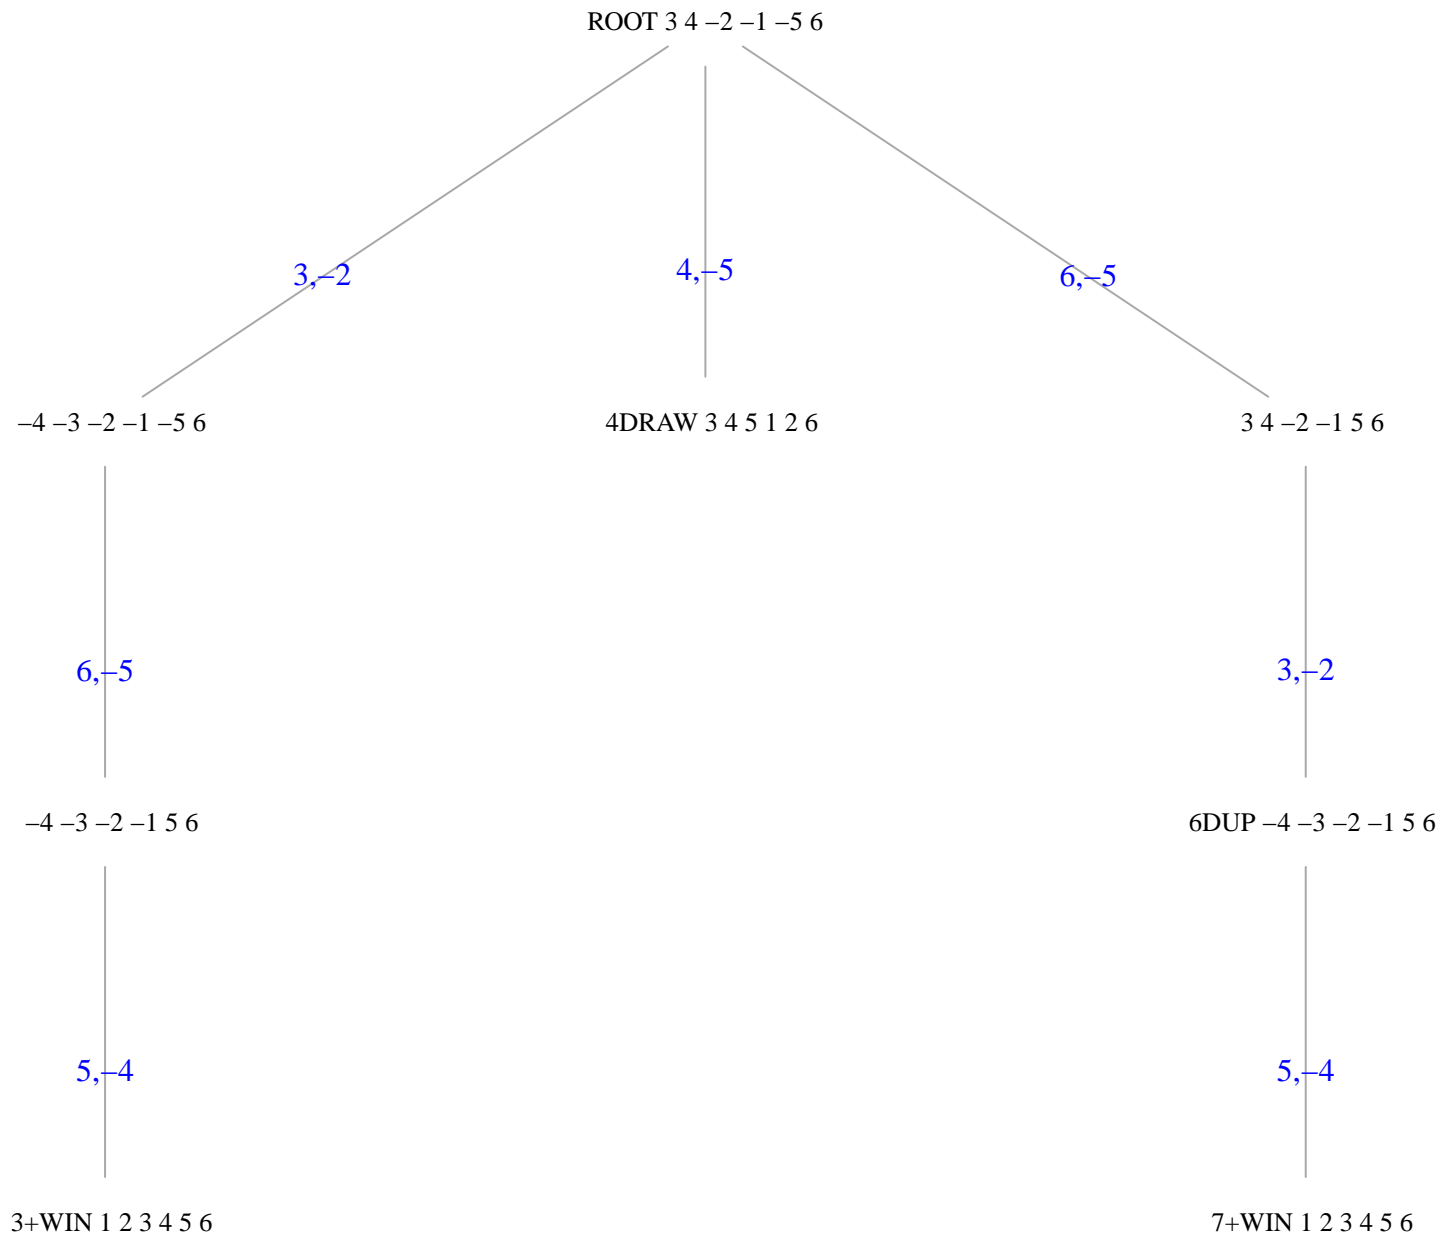 ROOT 3 4 –2 –1 –5 6
3,–2
4,–5
6,–5
–4 –3 –2 –1 –5 6
4DRAW 3 4 5 1 2 6
3 4 –2 –1 5 6
6,–5
3,–2
–4 –3 –2 –1 5 6
6DUP –4 –3 –2 –1 5 6
5,–4
5,–4
3+WIN 1 2 3 4 5 6
7+WIN 1 2 3 4 5 6